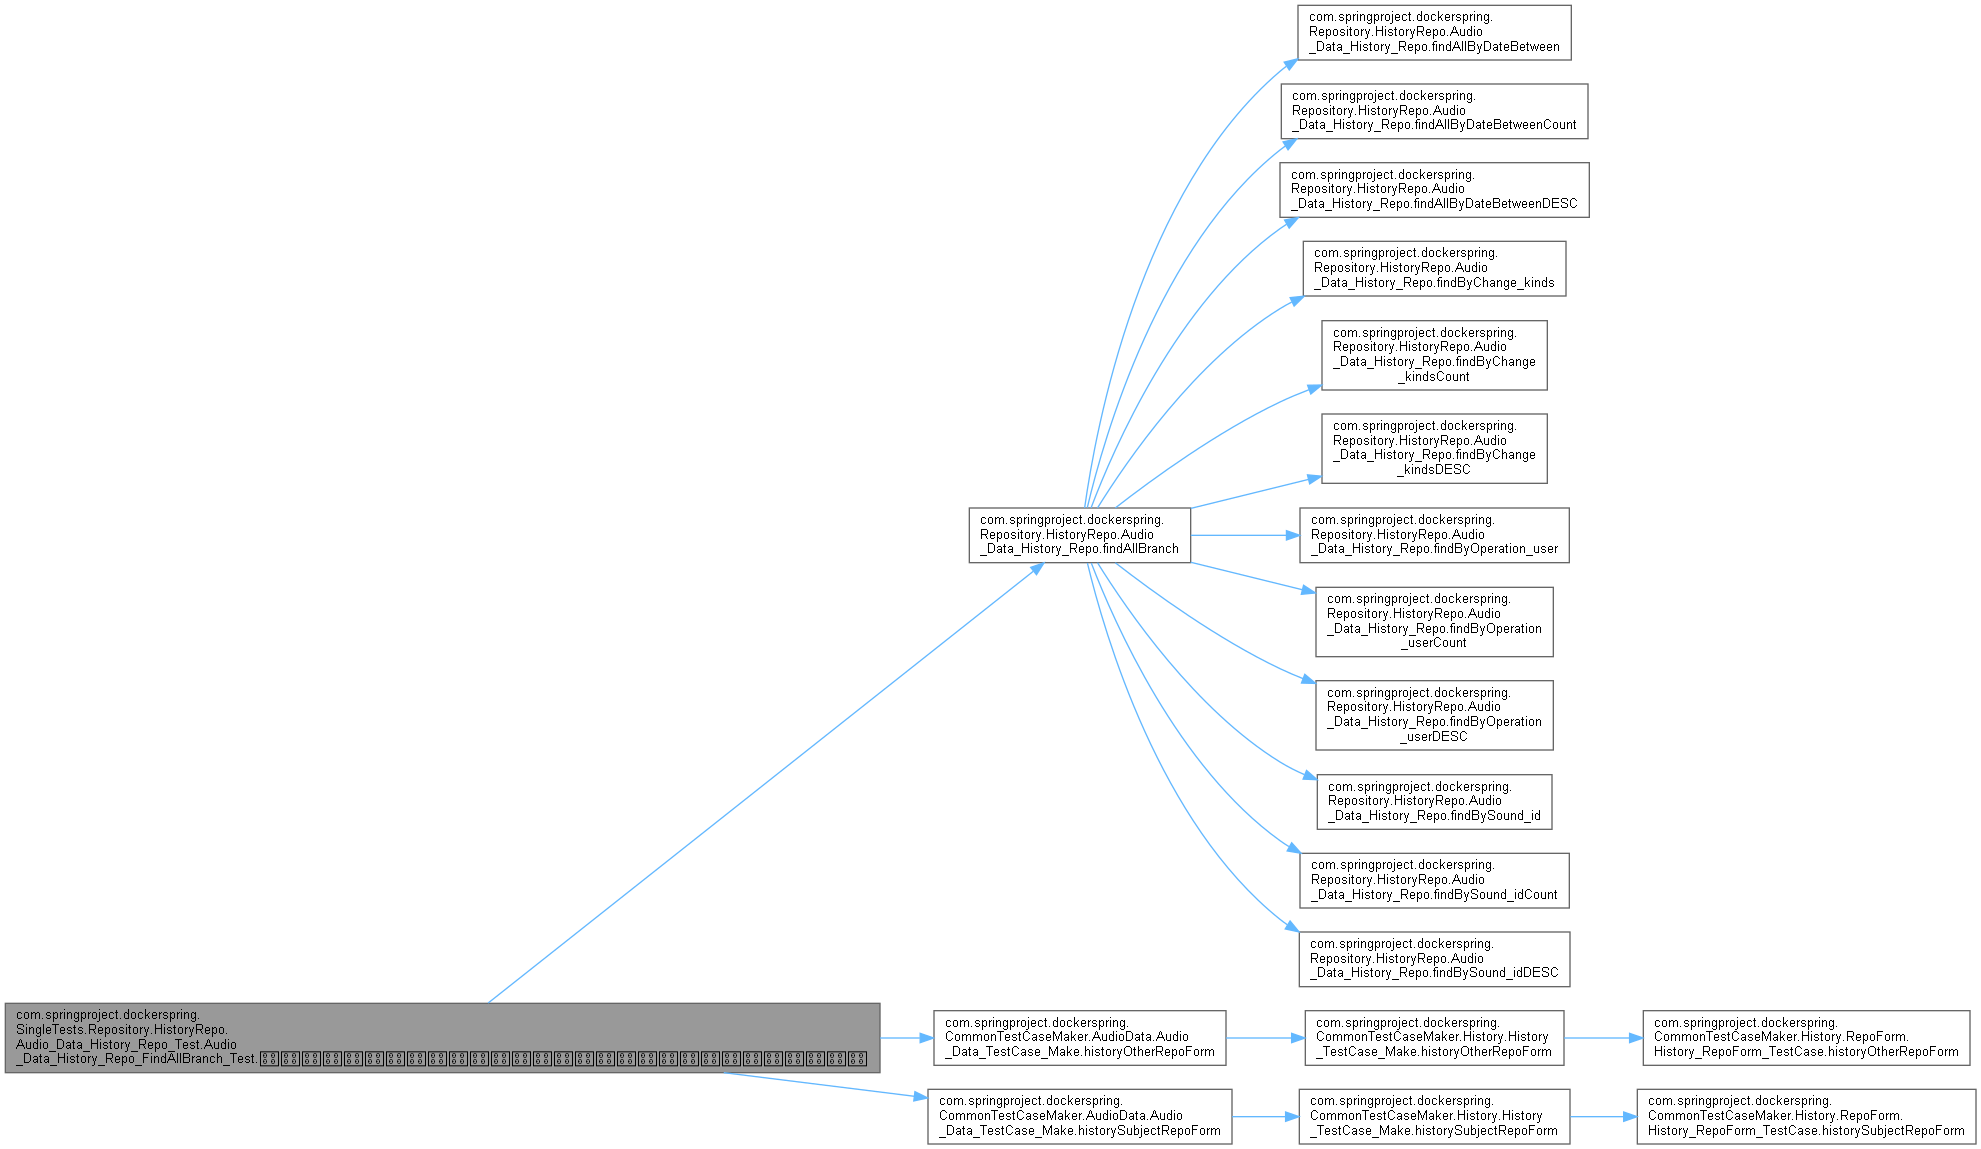 com.springproject.dockerspring.
Repository.HistoryRepo.Audio
_Data_History_Repo.findAllByDateBetween
com.springproject.dockerspring.
Repository.HistoryRepo.Audio
_Data_History_Repo.findAllByDateBetweenCount
com.springproject.dockerspring.
Repository.HistoryRepo.Audio
_Data_History_Repo.findAllByDateBetweenDESC
com.springproject.dockerspring.
Repository.HistoryRepo.Audio
_Data_History_Repo.findByChange_kinds
com.springproject.dockerspring.
Repository.HistoryRepo.Audio
_Data_History_Repo.findByChange
_kindsCount
com.springproject.dockerspring.
Repository.HistoryRepo.Audio
_Data_History_Repo.findByChange
_kindsDESC
com.springproject.dockerspring.
Repository.HistoryRepo.Audio
_Data_History_Repo.findAllBranch
com.springproject.dockerspring.
Repository.HistoryRepo.Audio
_Data_History_Repo.findByOperation_user
com.springproject.dockerspring.
Repository.HistoryRepo.Audio
_Data_History_Repo.findByOperation
_userCount
com.springproject.dockerspring.
Repository.HistoryRepo.Audio
_Data_History_Repo.findByOperation
_userDESC
com.springproject.dockerspring.
Repository.HistoryRepo.Audio
_Data_History_Repo.findBySound_id
com.springproject.dockerspring.
Repository.HistoryRepo.Audio
_Data_History_Repo.findBySound_idCount
com.springproject.dockerspring.
Repository.HistoryRepo.Audio
_Data_History_Repo.findBySound_idDESC
com.springproject.dockerspring.
SingleTests.Repository.HistoryRepo.
Audio_Data_History_Repo_Test.Audio
_Data_History_Repo_FindAllBranch_Test.
com.springproject.dockerspring.
CommonTestCaseMaker.AudioData.Audio
_Data_TestCase_Make.historyOtherRepoForm
com.springproject.dockerspring.
CommonTestCaseMaker.History.History
_TestCase_Make.historyOtherRepoForm
com.springproject.dockerspring.
CommonTestCaseMaker.History.RepoForm.
History_RepoForm_TestCase.historyOtherRepoForm
com.springproject.dockerspring.
CommonTestCaseMaker.AudioData.Audio
_Data_TestCase_Make.historySubjectRepoForm
com.springproject.dockerspring.
CommonTestCaseMaker.History.History
_TestCase_Make.historySubjectRepoForm
com.springproject.dockerspring.
CommonTestCaseMaker.History.RepoForm.
History_RepoForm_TestCase.historySubjectRepoForm